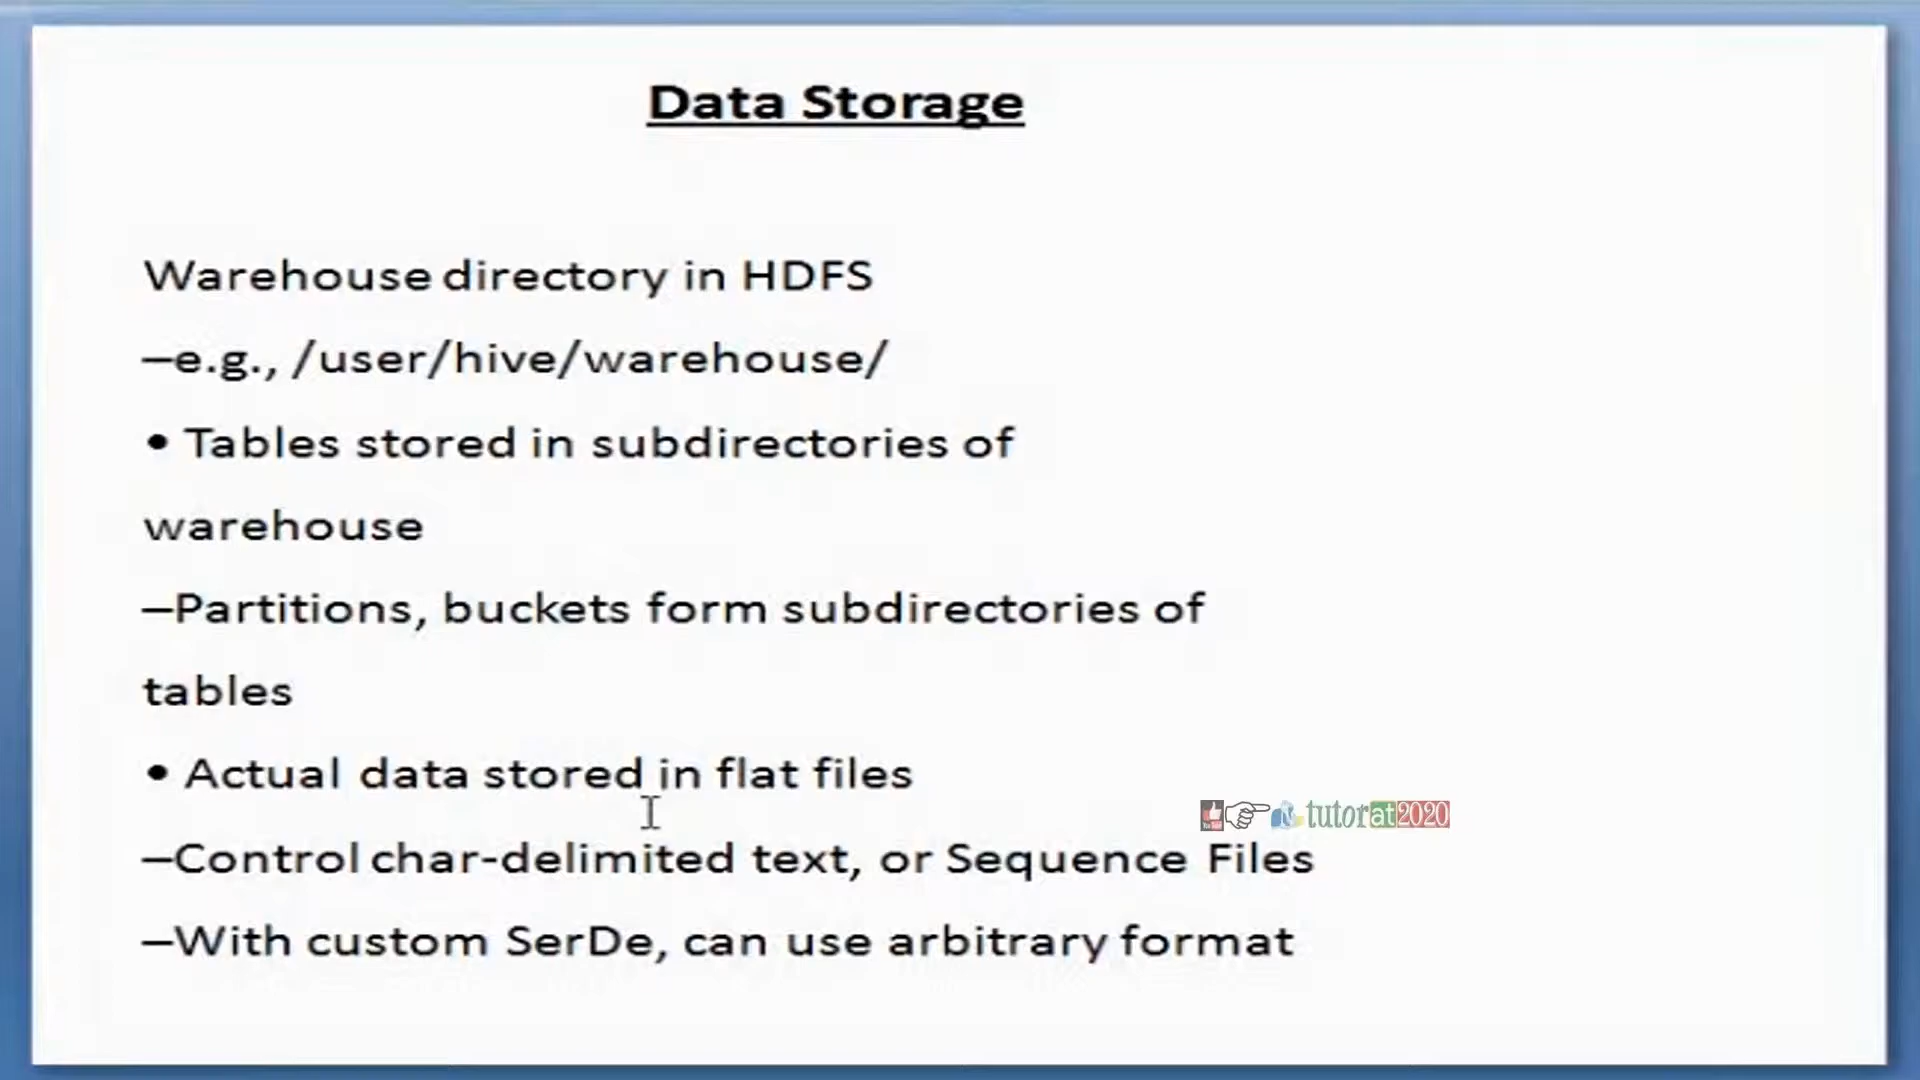 Data Storage
Warehouse directory in HDFS
–e.g., /user/hive/warehouse/
• Tables stored in subdirectories of
warehouse
–Partitions, buckets form subdirectories of
tables
• Actual data stored in flat files
tutorat2020
–Control char-delimited text, or Sequence Files
–With custom SerDe, can use arbitrary format